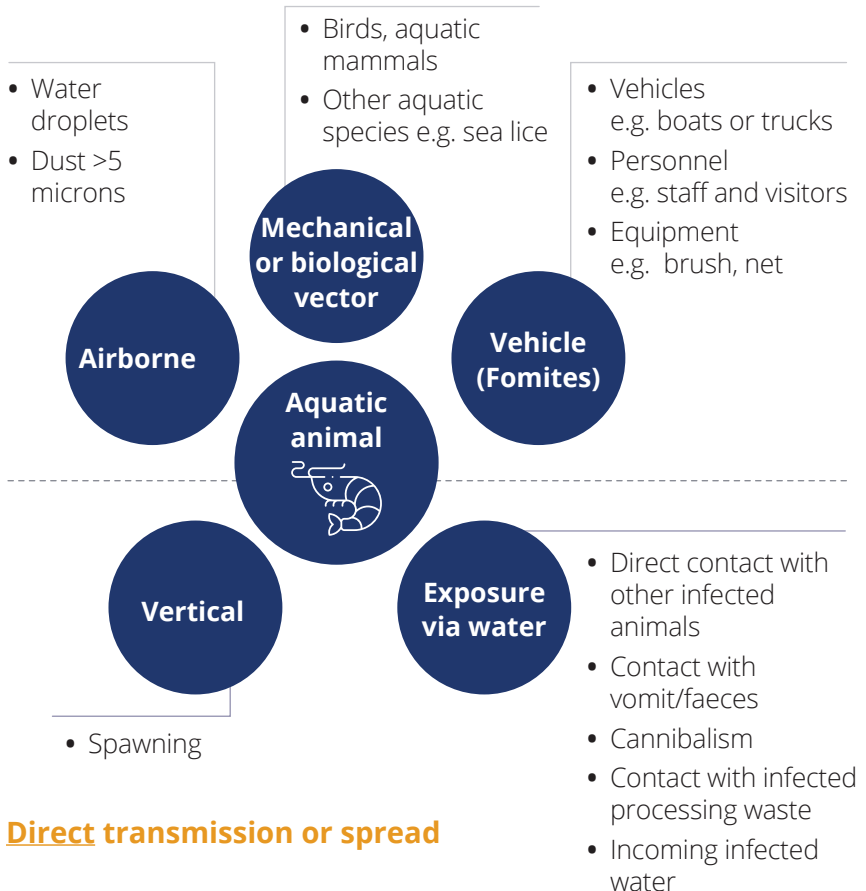 • Birds, aquatic
mammals
• Other aquatic
species e.g. sea lice
• Water
droplets
• Dust >5
microns
• Vehicles
e.g. boats or trucks
• Personnel
e.g. staff and visitors
• Equipment
e.g. brush, net
Mechanical
or biological
vector
Airborne
Vehicle
(Fomites)
Aquatic
animal
Vertical
Exposure
via water
• Spawning
• Direct contact with
other infected
animals
• Contact with
vomit/faeces
• Cannibalism
• Contact with infected
processing waste
• Incoming infected
water
Direct transmission or spread